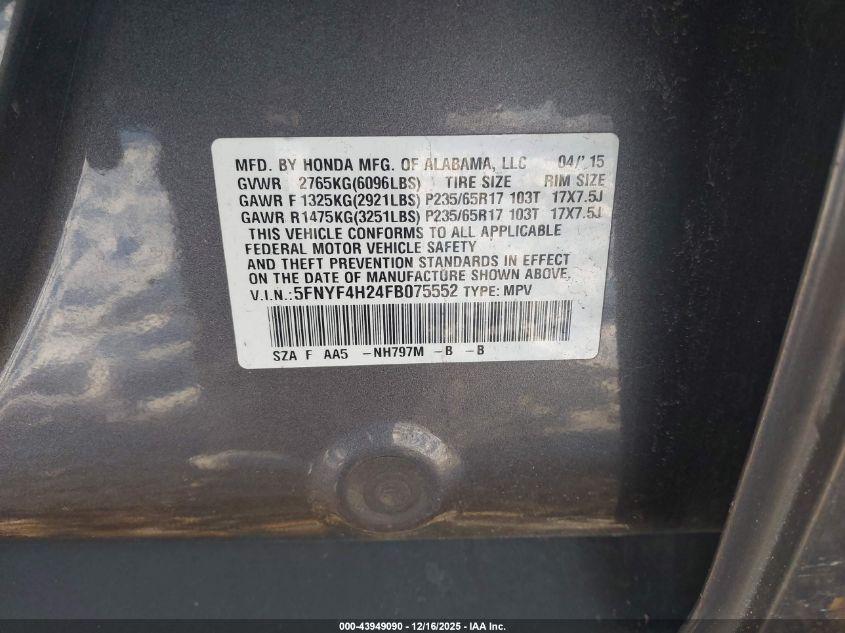 MFD. BY HONDA MFG. OF ALABAMA, LLC 04/'15
GVWR 2765KG(6096LBS) TIRE SIZE RIM SIZE
GAWR F 1325KG(2921LBS) P235/65R17 103T 17X7.5J
GAWR R 1475KG(3251LBS) P235/65R17 103T 17X7.5J
THIS VEHICLE CONFORMS TO ALL APPLICABLE
FEDERAL MOTOR VEHICLE SAFETY
AND THEFT PREVENTION STANDARDS IN EFFECT
ON THE DATE OF MANUFACTURE SHOWN ABOVE.
V.I.N.: 5FNYF4H24FB075552 TYPE: MPV
SZA F AA5 -NH797M -B -B
000-43949090 - 12/16/2025 - IAA Inc.